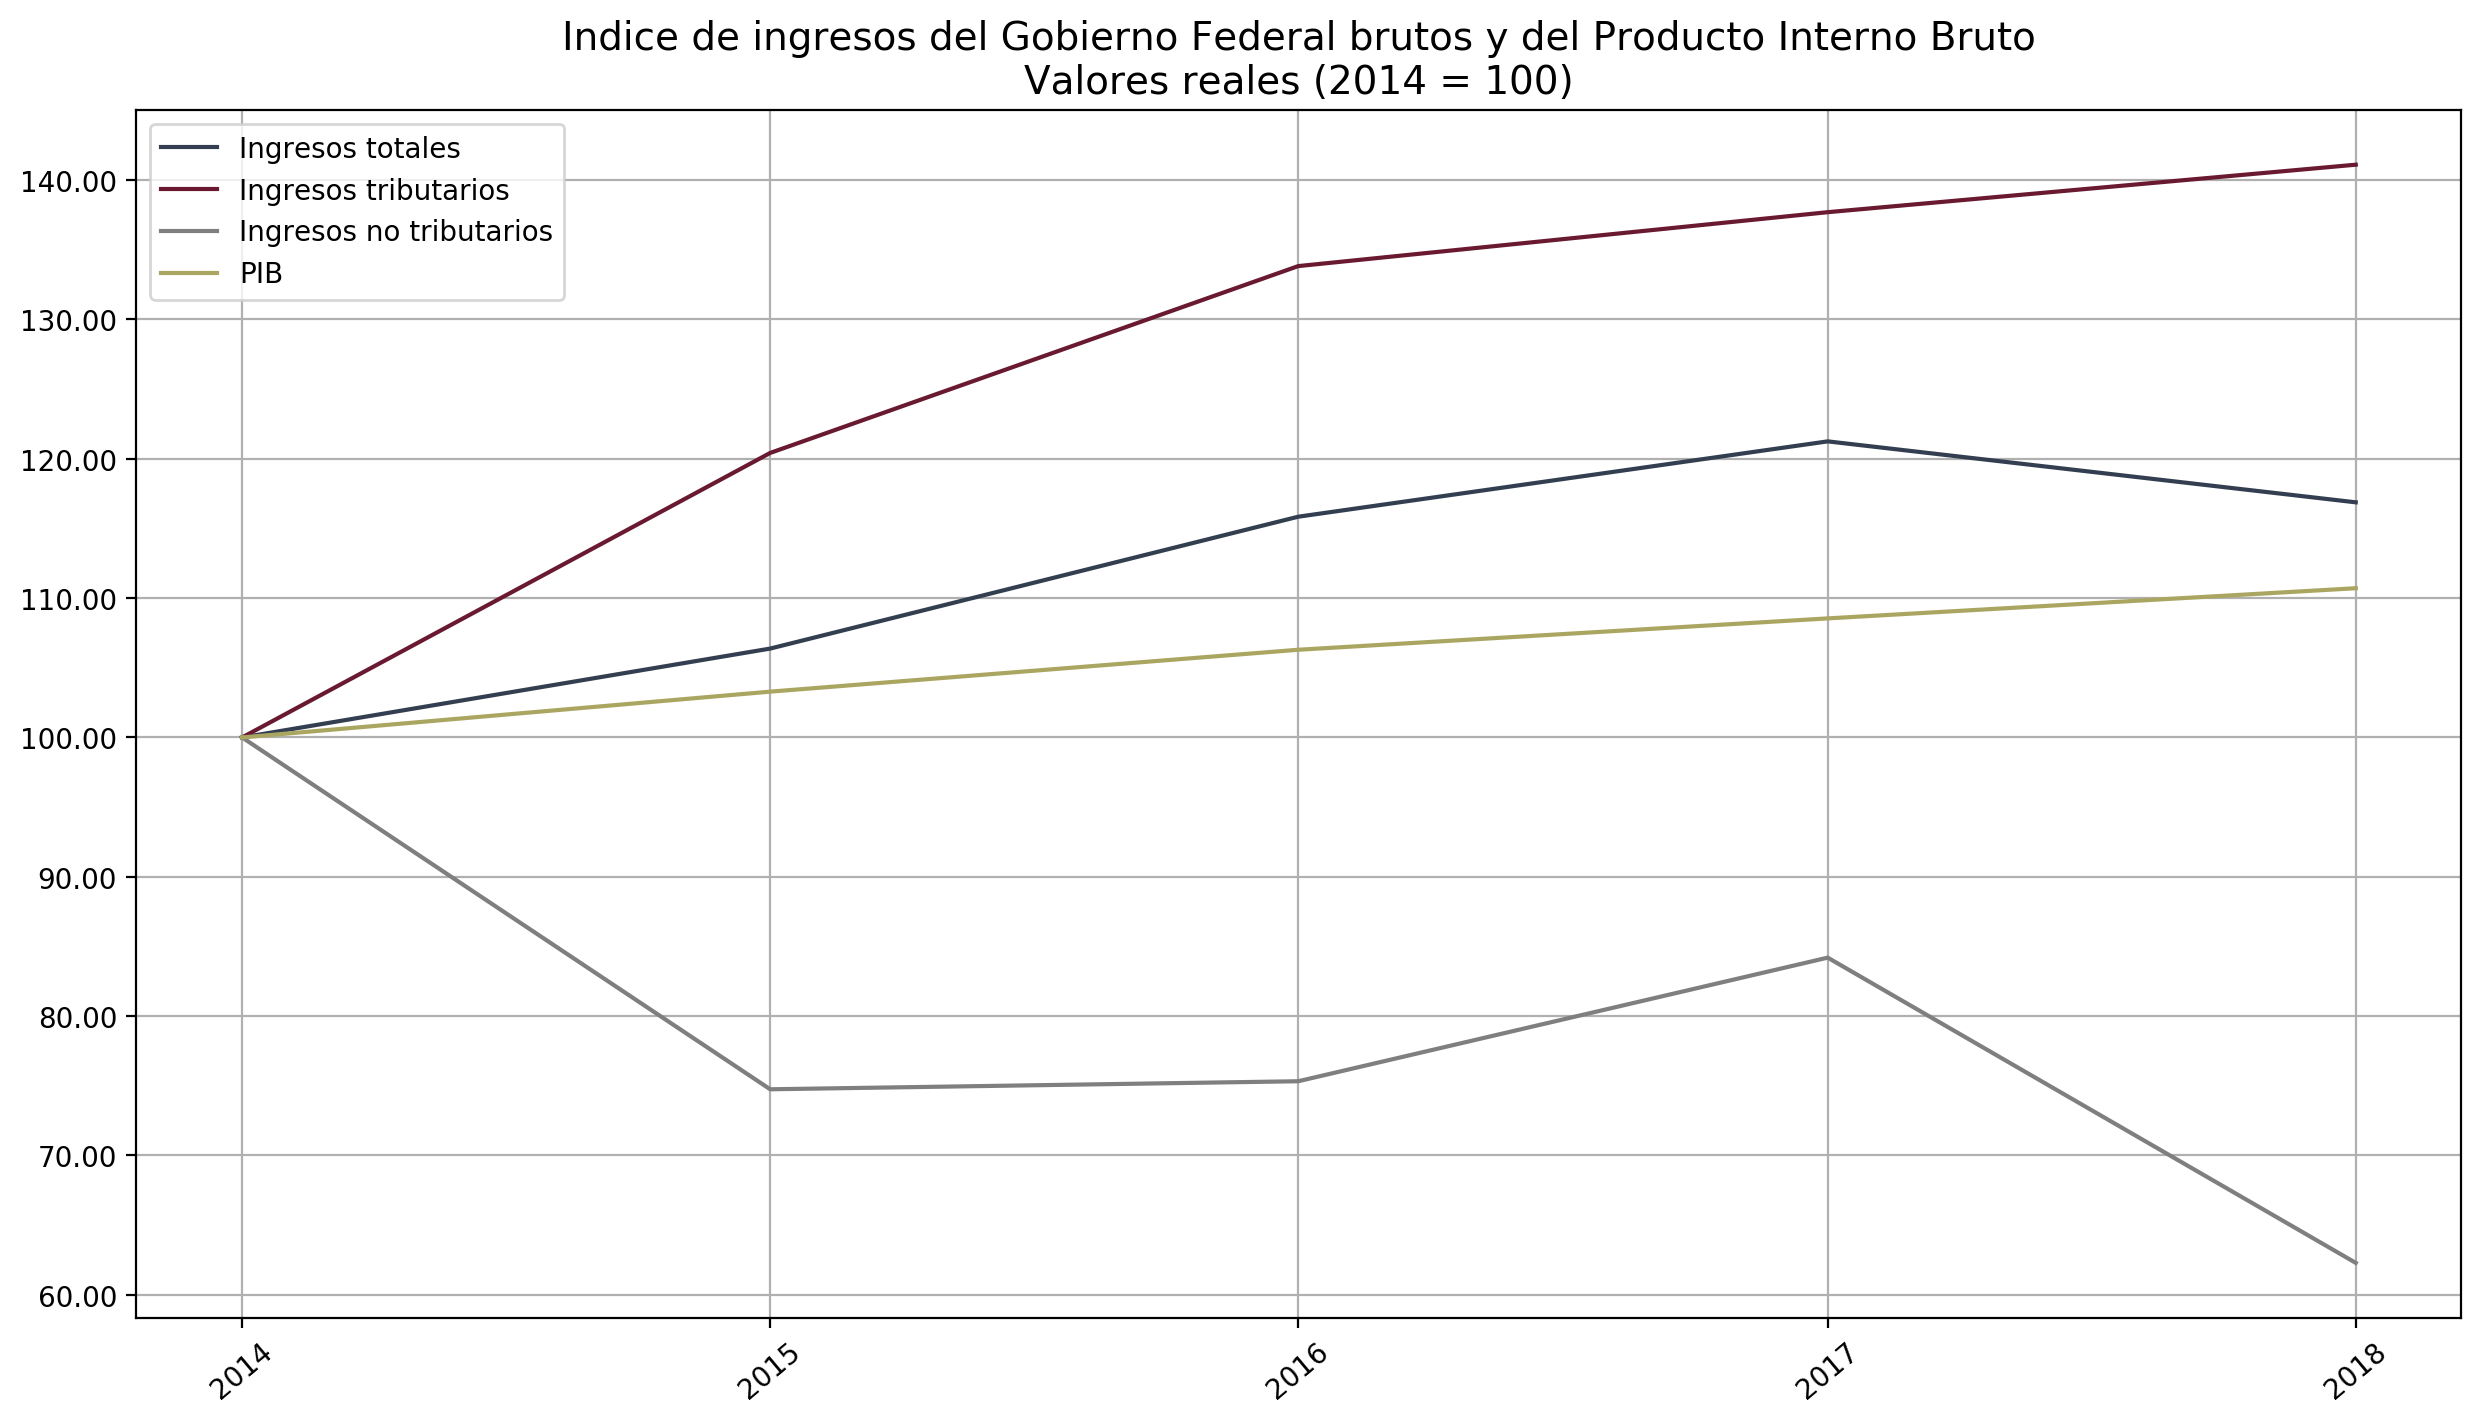 Indice de ingresos del Gobierno Federal brutos y del Producto Interno Bruto
Valores reales (2014 = 100)
Ingresos totales
Ingresos tributarios
Ingresos no tributarios
PIB
140.00
130.00
120.00
110.00
100.00
90.00
80.00
70.00
60.00
2014
2015
2016
2017
2018